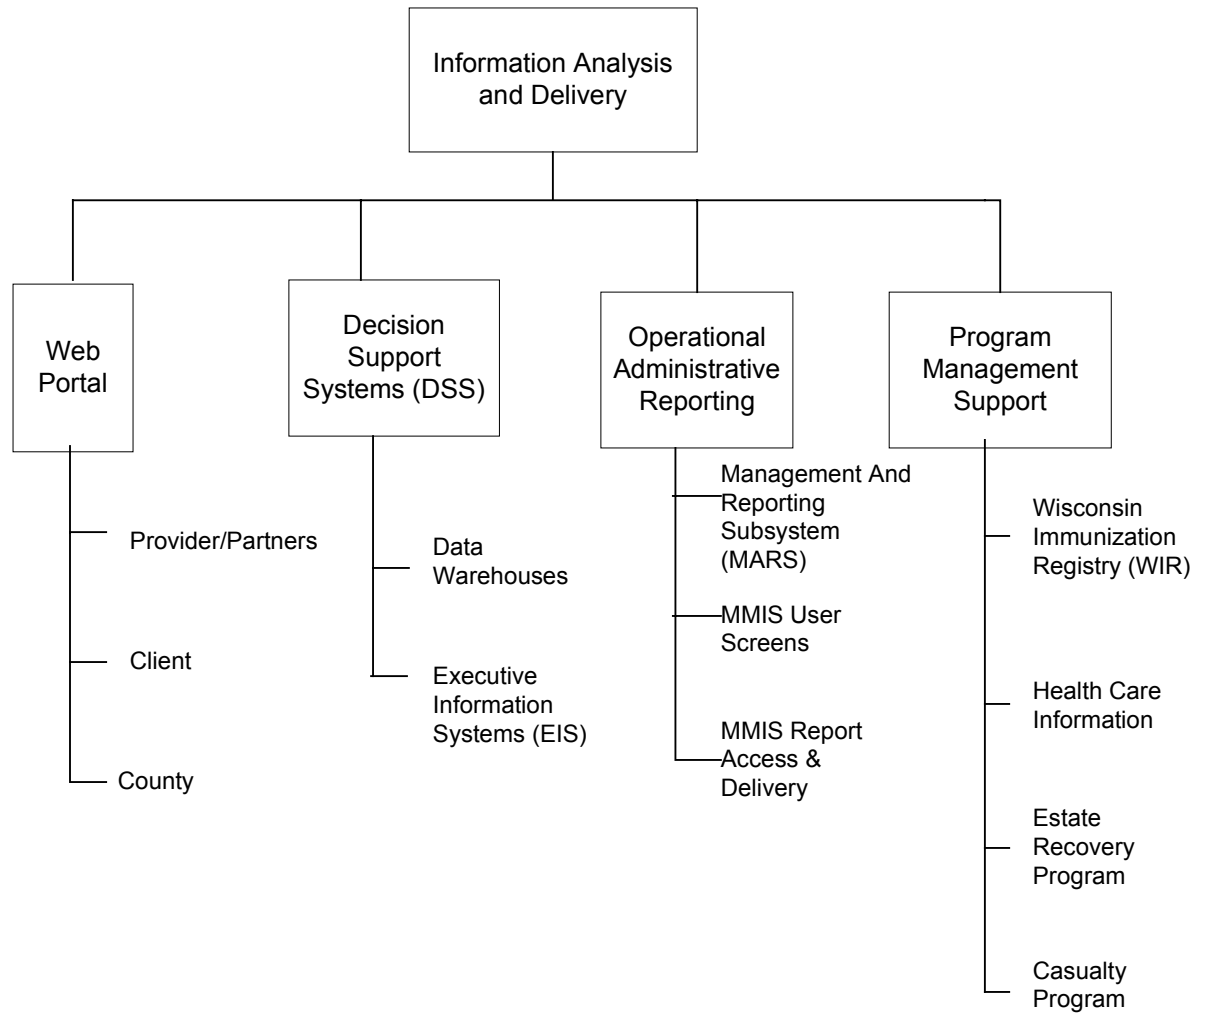 Information Analysis
and Delivery
Web
Portal
Decision
Support
Systems (DSS)
Operational
Administrative
Reporting
Program
Management
Support
Provider/Partners
Client
County
Data
Warehouses
Executive
Information
Systems (EIS)
Management And
Reporting
Subsystem
(MARS)
MMIS User
Screens
MMIS Report
Access &
Delivery
Wisconsin
Immunization
Registry (WIR)
Health Care
Information
Estate
Recovery
Program
Casualty
Program